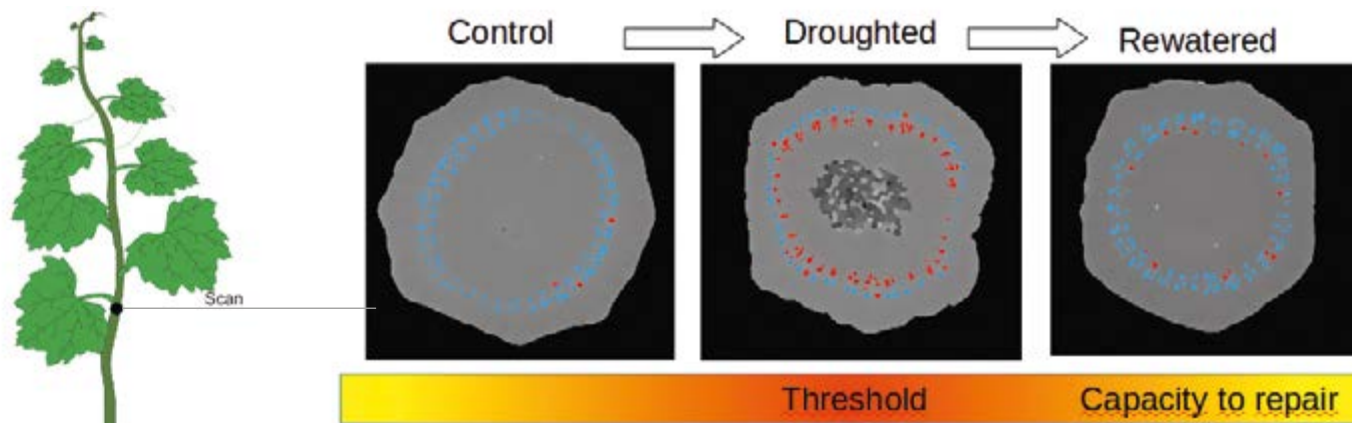 Control
Droughted
Rewatered
Scan
Threshold
Capacity to repair